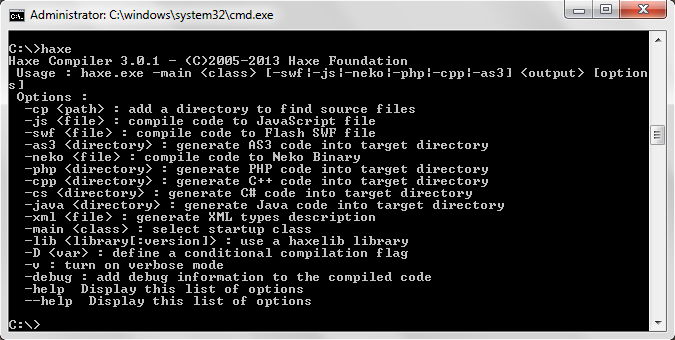 Administrator: C:\windows\system32\cmd.exe
C:\>haxe
Haxe Compiler 3.0.1 - (C)2005-2013 Haxe Foundation
 Usage : haxe.exe -main <class> [-swf¦-js¦-neko¦-php¦-cpp¦-as3] <output> [option
s]
 Options :
  -cp <path> : add a directory to find source files
  -js <file> : compile code to JavaScript file
  -swf <file> : compile code to Flash SWF file
  -as3 <directory> : generate AS3 code into target directory
  -neko <file> : compile code to Neko Binary
  -php <directory> : generate PHP code into target directory
  -cpp <directory> : generate C++ code into target directory
  -cs <directory> : generate C# code into target directory
  -java <directory> : generate Java code into target directory
  -xml <file> : generate XML types description
  -main <class> : select startup class
  -lib <library[:version]> : use a haxelib library
  -D <var> : define a conditional compilation flag
  -v : turn on verbose mode
  -debug : add debug information to the compiled code
  -help  Display this list of options
  --help  Display this list of options
C:\>